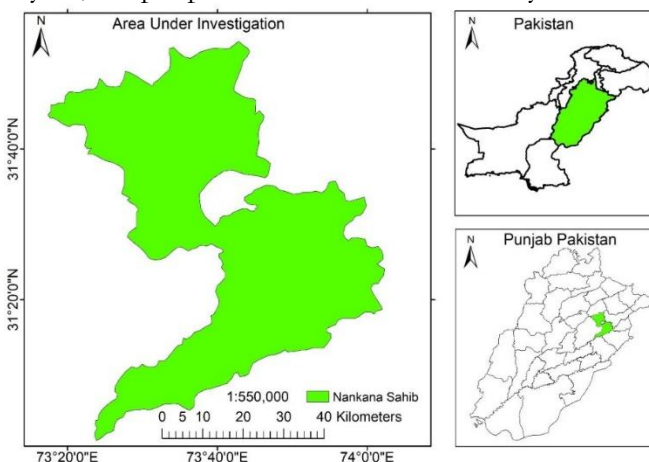 N
Area Under Investigation
31°40'0"N
31°20'0"N
1:550,000
Nankana Sahib
0 5 10 20 30 40 Kilometers
73°20'0"E 73°40'0"E 74°0'0"E
N
Pakistan
N
Punjab Pakistan